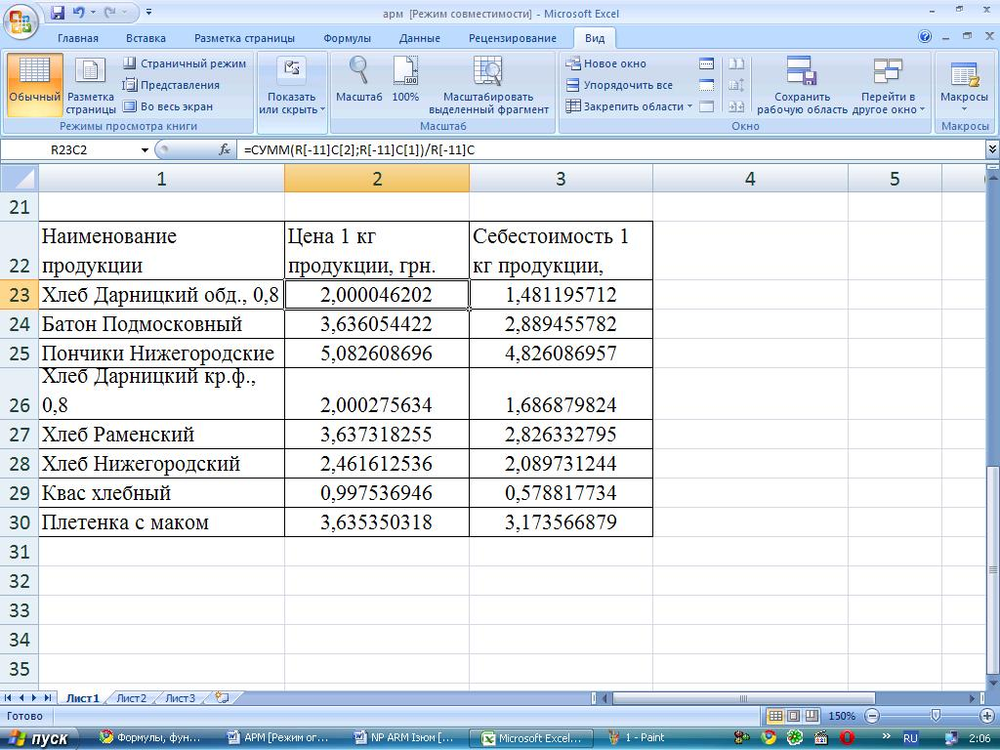 арм [Режим совместимости] - Microsoft Excel
Главная Вставка Разметка страницы Формулы Данные Рецензирование Вид
Обычный
Разметка страницы
Страничный режим
Представления
Во весь экран
Режимы просмотра книги
Показать или скрыть
Масштаб
100%
Масштабировать выделенный фрагмент
Масштаб
Новое окно
Упорядочить все
Закрепить области
Сохранить рабочую область
Перейти в другое окно
Окно
Макросы
Макросы
R23C2 fx =СУММ(R[-11]C[2];R[-11]C[1])/R[-11]C
1 2 3 4 5
21
22 Наименование продукции Цена 1 кг продукции, грн. Себестоимость 1 кг продукции,
23 Хлеб Дарницкий обд., 0,8 2,000046202 1,481195712
24 Батон Подмосковный 3,636054422 2,889455782
25 Пончики Нижегородские 5,082608696 4,826086957
26 Хлеб Дарницкий кр.ф., 0,8 2,000275634 1,686879824
27 Хлеб Раменский 3,637318255 2,826332795
28 Хлеб Нижегородский 2,461612536 2,089731244
29 Квас хлебный 0,997536946 0,578817734
30 Плетенка с маком 3,635350318 3,173566879
31
32
33
34
35
Лист1 Лист2 Лист3
Готово 150%
пуск Формулы, фун... АРМ [Режим ог... NP ARM Ізюм [... Microsoft Excel... 1 - Paint RU 2:06